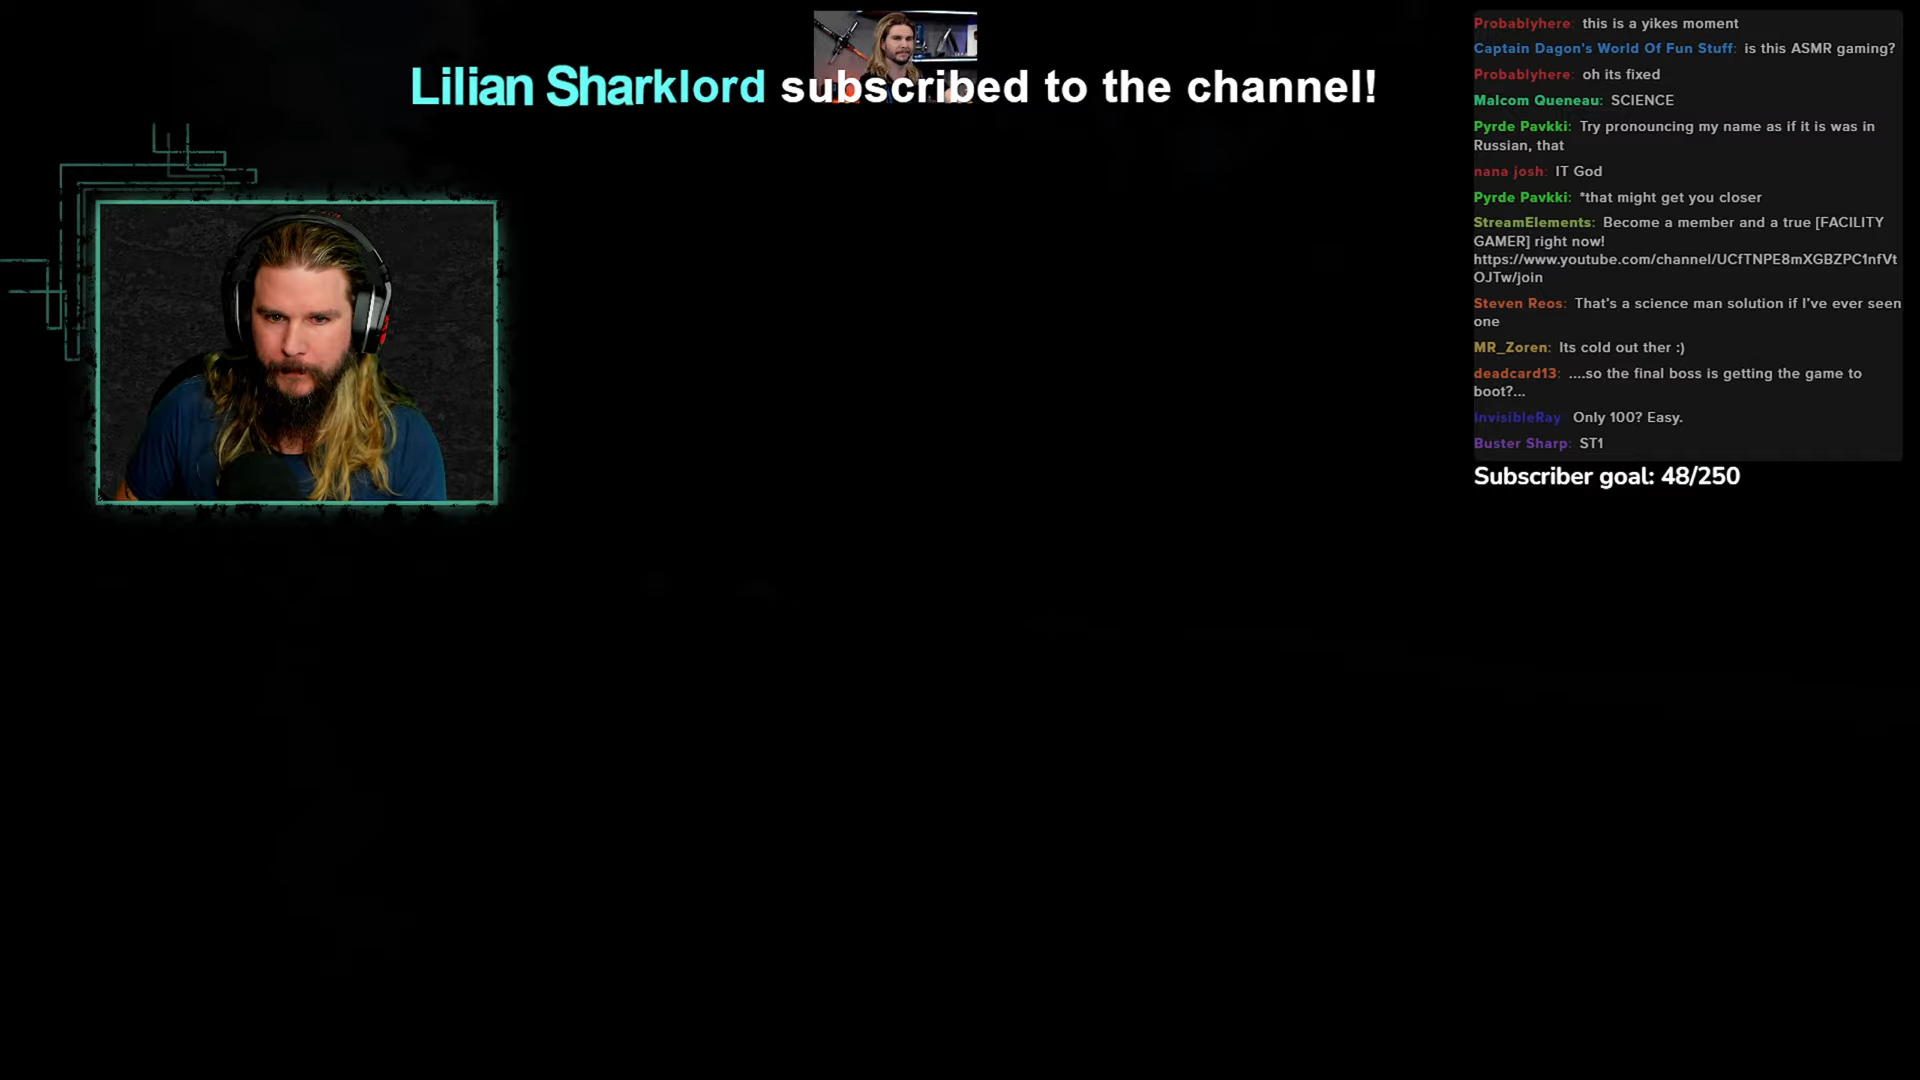 Lilian Sharklord subscribed to the channel!
Probablyhere: this is a yikes moment
Captain Dagon's World Of Fun Stuff: is this ASMR gaming?
Probablyhere: oh its fixed
Malcom Queneau: SCIENCE
Pyrde Pavkki: Try pronouncing my name as if it is was in
Russian, that
nana josh: IT God
Pyrde Pavkki: *that might get you closer
StreamElements: Become a member and a true [FACILITY
GAMER] right now!
https://www.youtube.com/channel/UCfTNPE8mXGBZPC1nfVt
OJTw/join
Steven Reos: That's a science man solution if I've ever seen
one
MR_Zoren: Its cold out ther :)
deadcard13: ....so the final boss is getting the game to
boot?...
InvisibleRay: Only 100? Easy.
Buster Sharp: ST1
Subscriber goal: 48/250